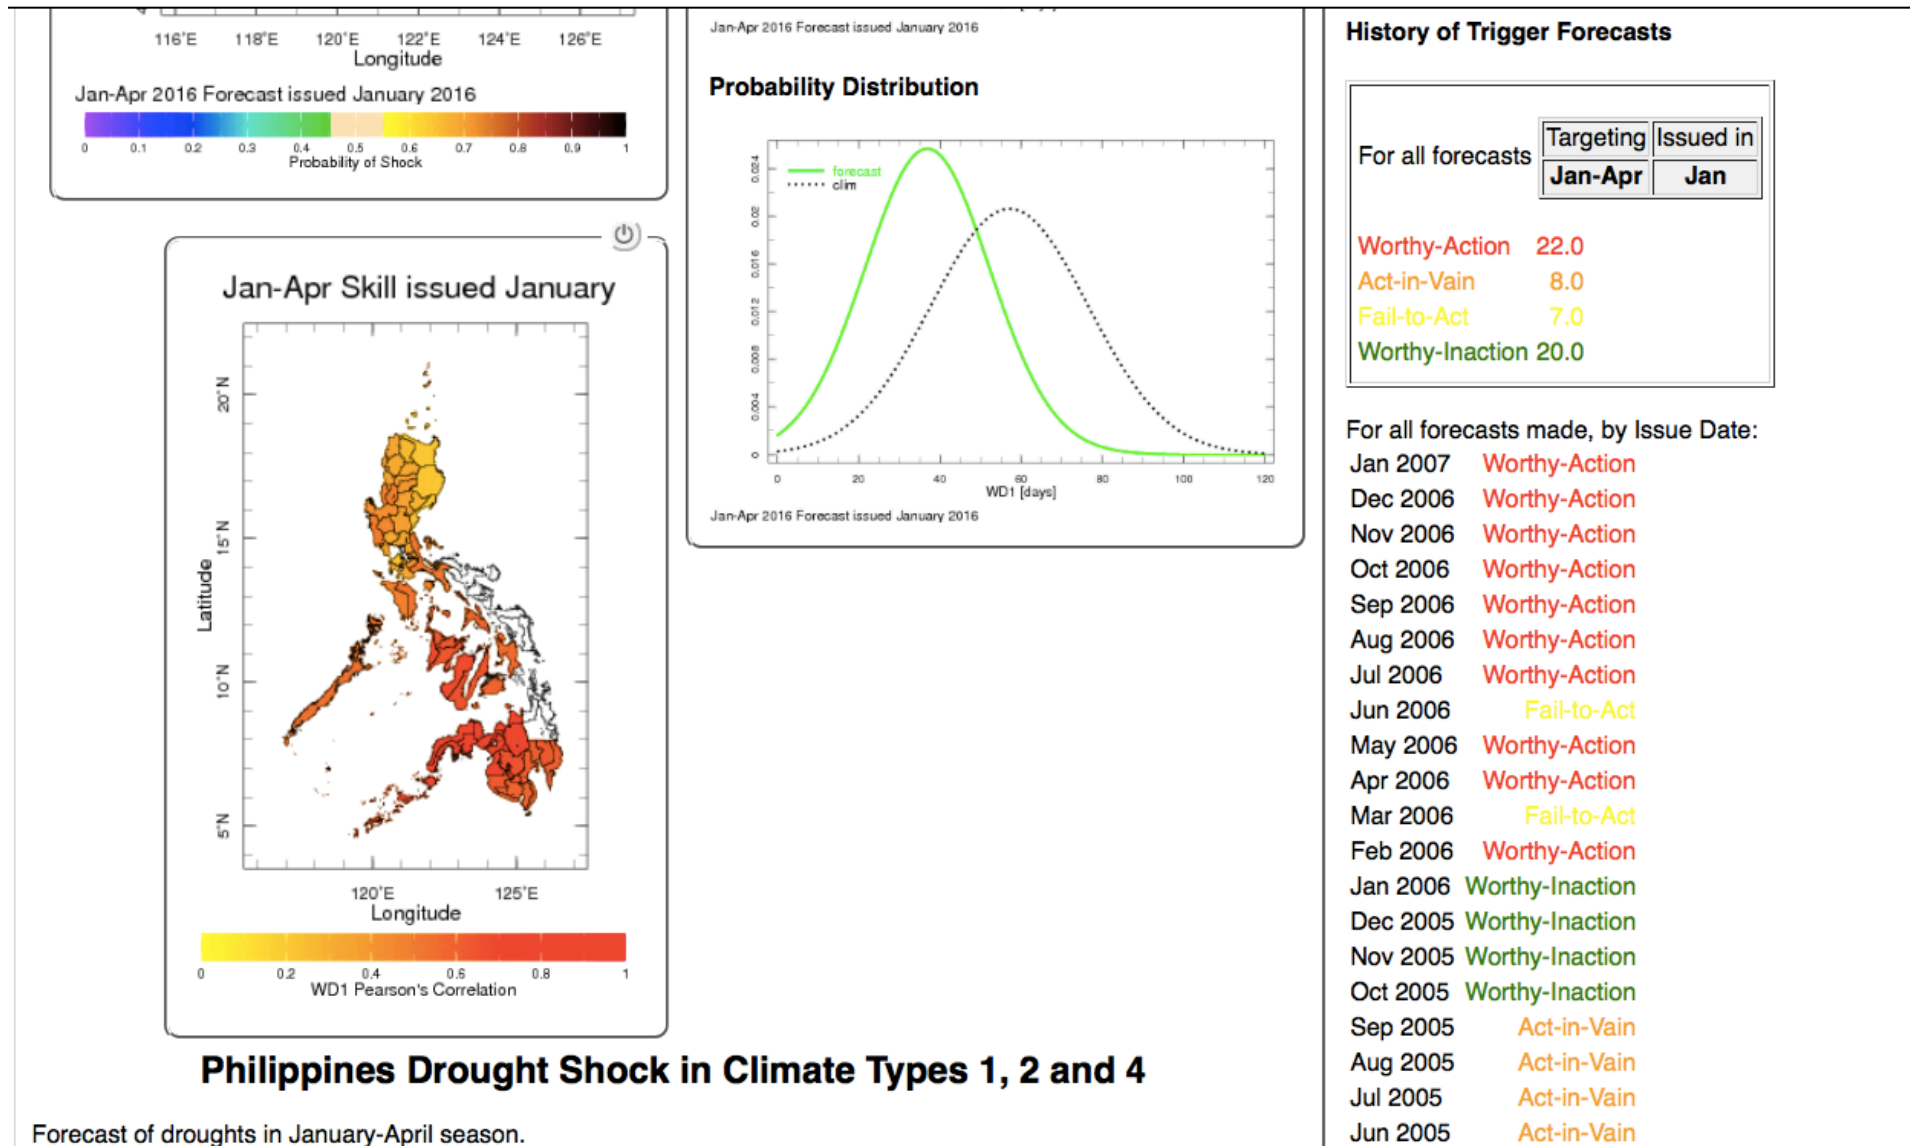 116°E 118°E 120°E 122°E 124°E 126°E
Longitude
Jan-Apr 2016 Forecast issued January 2016
0 0.1 0.2 0.3 0.4 0.5 0.6 0.7 0.8 0.9 1
Probability of Shock
Jan-Apr Skill issued January
20°N
15°N
10°N
5°N
Latitude
120°E 125°E
Longitude
0 0.2 0.4 0.6 0.8 1
WD1 Pearson's Correlation
Jan-Apr 2016 Forecast issued January 2016
Probability Distribution
forecast
clim
0.024
0.02
0.016
0.012
0.008
0.004
0
0 20 40 60 80 100 120
WD1 [days]
Jan-Apr 2016 Forecast issued January 2016
Philippines Drought Shock in Climate Types 1, 2 and 4
Forecast of droughts in January-April season.
History of Trigger Forecasts
For all forecasts
Targeting Issued in
Jan-Apr Jan
Worthy-Action 22.0
Act-in-Vain 8.0
Fail-to-Act 7.0
Worthy-Inaction 20.0
For all forecasts made, by Issue Date:
Jan 2007 Worthy-Action
Dec 2006 Worthy-Action
Nov 2006 Worthy-Action
Oct 2006 Worthy-Action
Sep 2006 Worthy-Action
Aug 2006 Worthy-Action
Jul 2006 Worthy-Action
Jun 2006 Fail-to-Act
May 2006 Worthy-Action
Apr 2006 Worthy-Action
Mar 2006 Fail-to-Act
Feb 2006 Worthy-Action
Jan 2006 Worthy-Inaction
Dec 2005 Worthy-Inaction
Nov 2005 Worthy-Inaction
Oct 2005 Worthy-Inaction
Sep 2005 Act-in-Vain
Aug 2005 Act-in-Vain
Jul 2005 Act-in-Vain
Jun 2005 Act-in-Vain